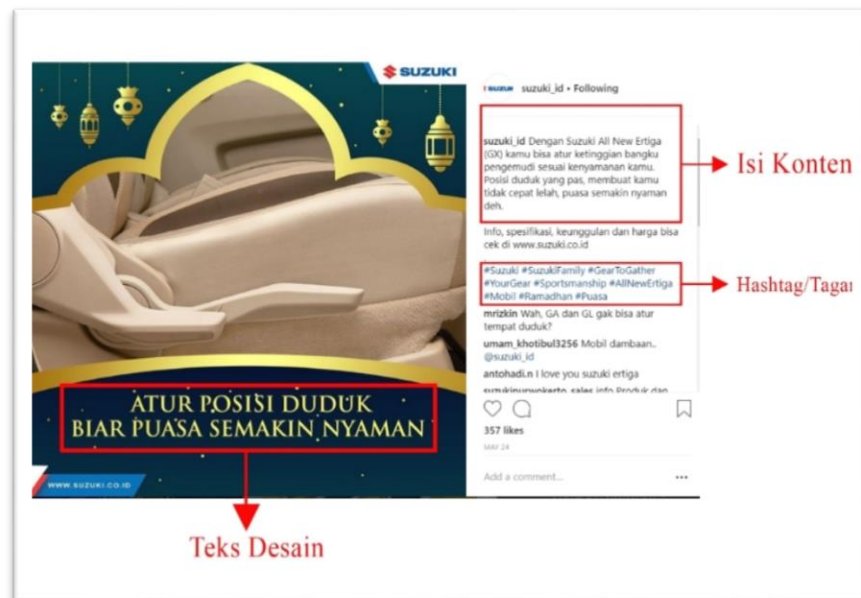 SUZUKI
suzuki_id • Following
suzuki_id Dengan Suzuki All New Ertiga
(GX) kamu bisa atur ketinggian bangku
pengemudi sesuai kenyamanan kamu.
Posisi duduk yang pas, membuat kamu
tidak cepat lelah, puasa semakin nyaman
deh.
Info, spesifikasi, keunggulan dan harga bisa
cek di www.suzuki.co.id
#Suzuki #SuzukiFamily #GearToGather
#YourGear #Sportsmanship #AllNewErtiga
#Mobil #Ramadhan #Puasa
mrizkin Wah, GA dan GL gak bisa atur
tempat duduk?
umam_khotibul3256 Mobil dambaan..
@suzuki_id
antohadi.n I love you suzuki ertiga
suzukipurwokerto_sales info Produk dan
357 likes
MAY 24
Add a comment...
Isi Konten
Hashtag/Tagar
ATUR POSISI DUDUK
BIAR PUASA SEMAKIN NYAMAN
WWW.SUZUKI.CO.ID
Teks Desain